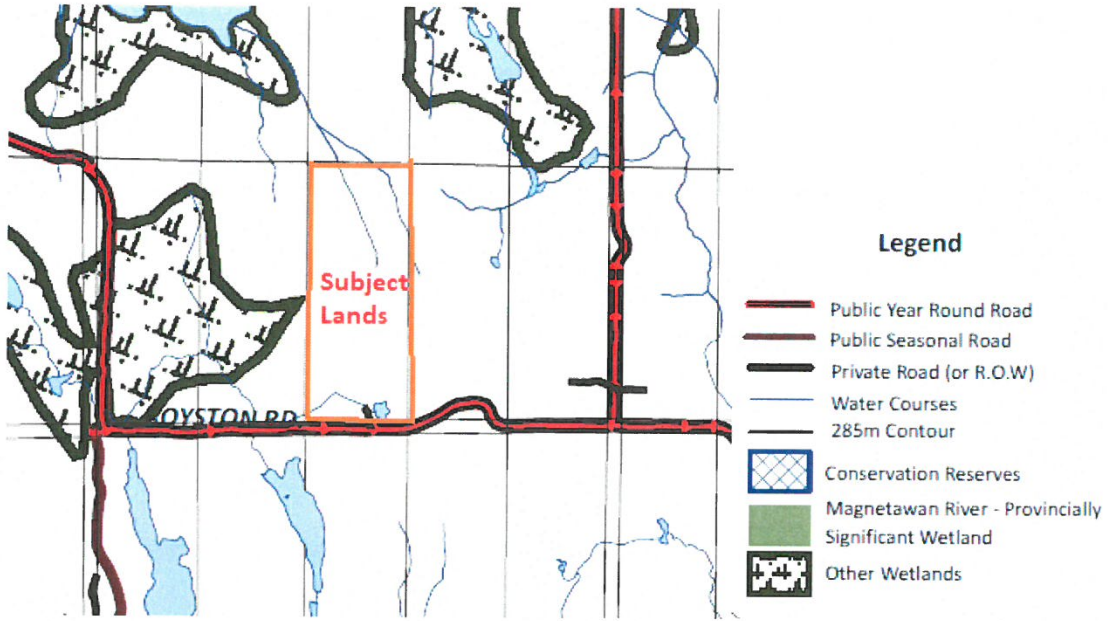 Subject
Lands
OYSTON RD
Legend
Public Year Round Road
Public Seasonal Road
Private Road (or R.O.W)
Water Courses
285m Contour
Conservation Reserves
Magnetawan River - Provincially
Significant Wetland
Other Wetlands